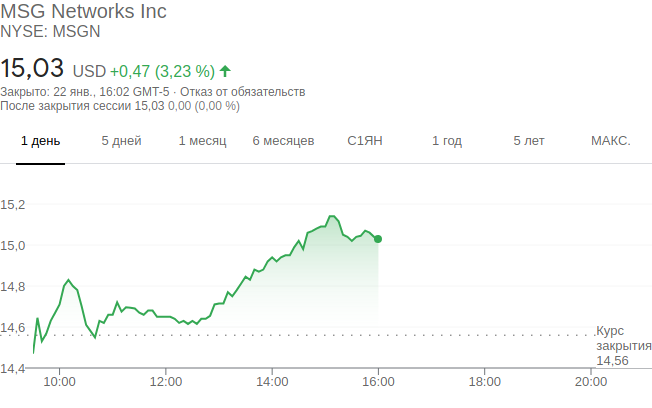 MSG Networks Inc
NYSE: MSGN
15,03 USD +0,47 (3,23 %)
Закрыто: 22 янв., 16:02 GMT-5 · Отказ от обязательств
После закрытия сессии 15,03 0,00 (0,00 %)
1 день 5 дней 1 месяц 6 месяцев С1ЯН 1 год 5 лет МАКС.
15,2
15,0
14,8
14,6
Курс
закрытия
14,56
14,4
10:00 12:00 14:00 16:00 18:00 20:00